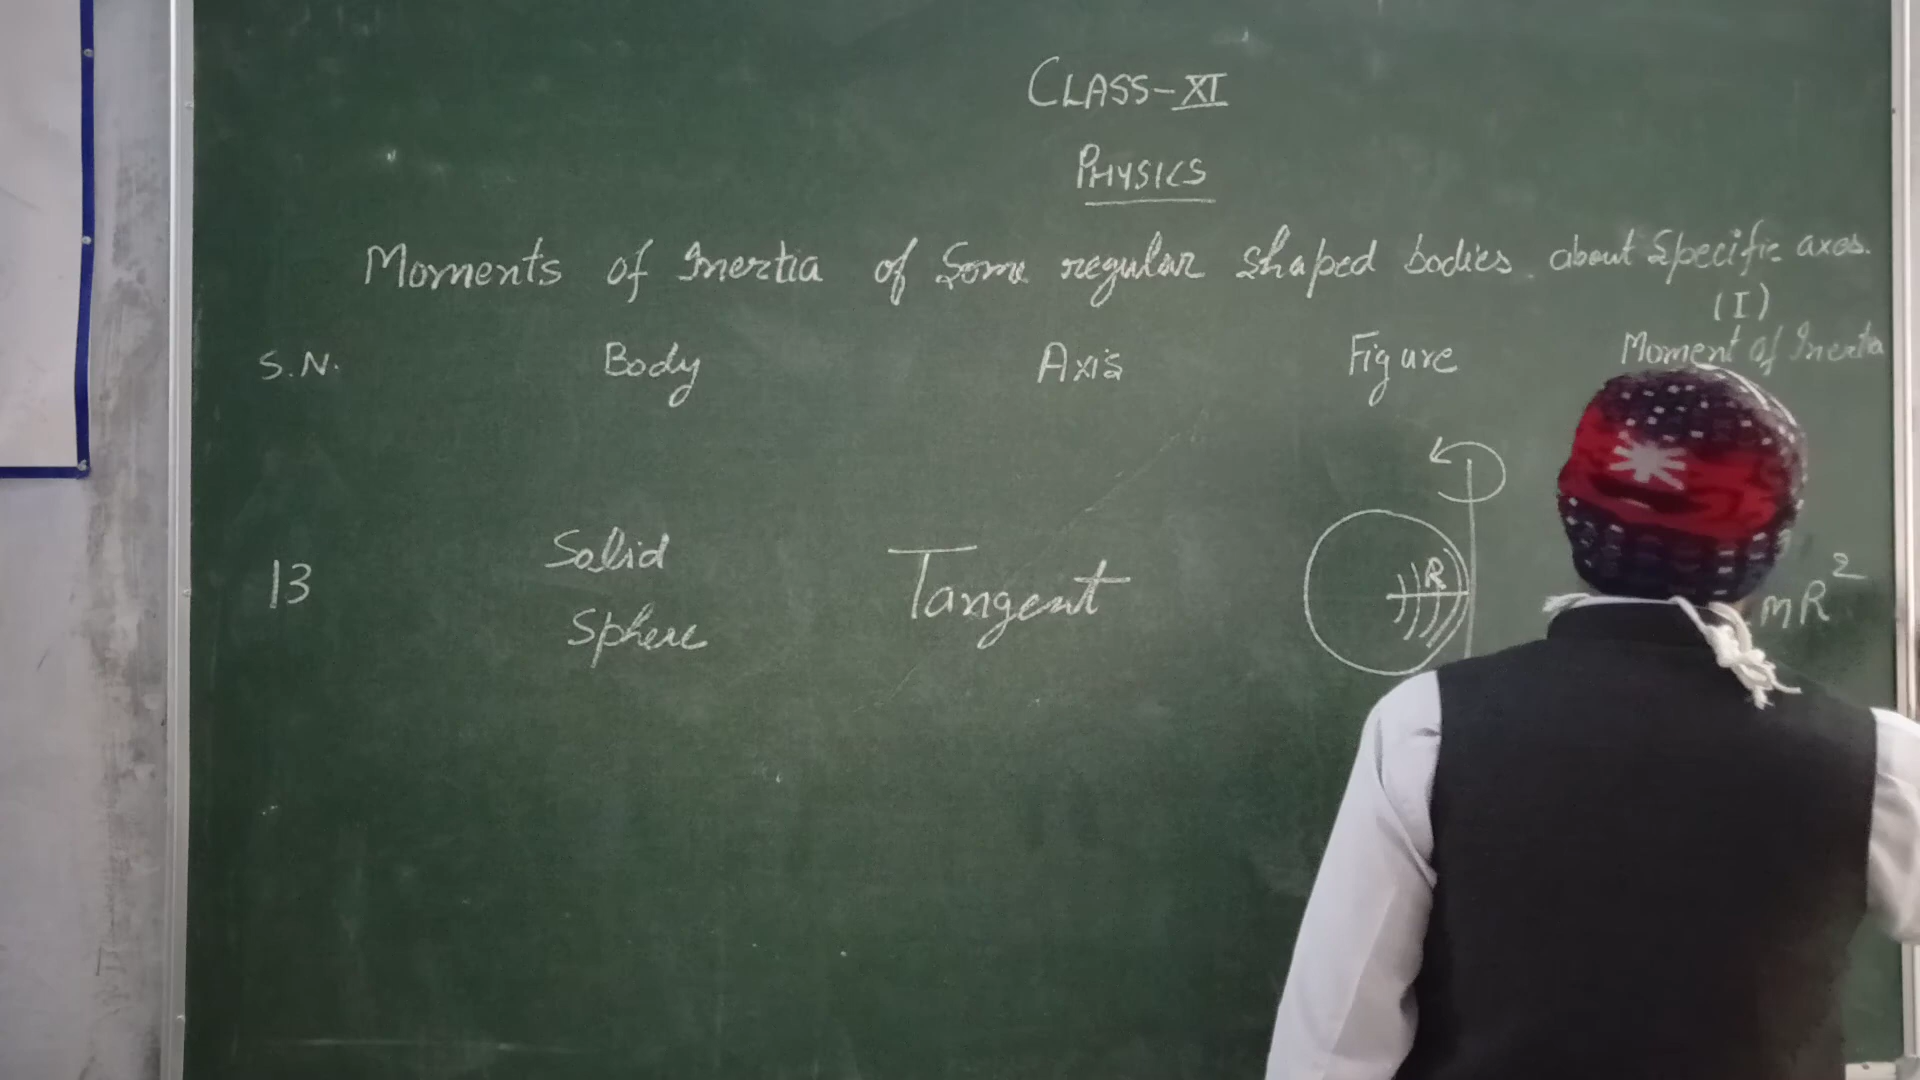 CLASS-XI
PHYSICS
Moments of Inertia of Some regular shaped bodies about Specific axes.
(I)
S.N. Body Axis Figure Moment of Inertia
13 Solid Sphere Tangent R mR²